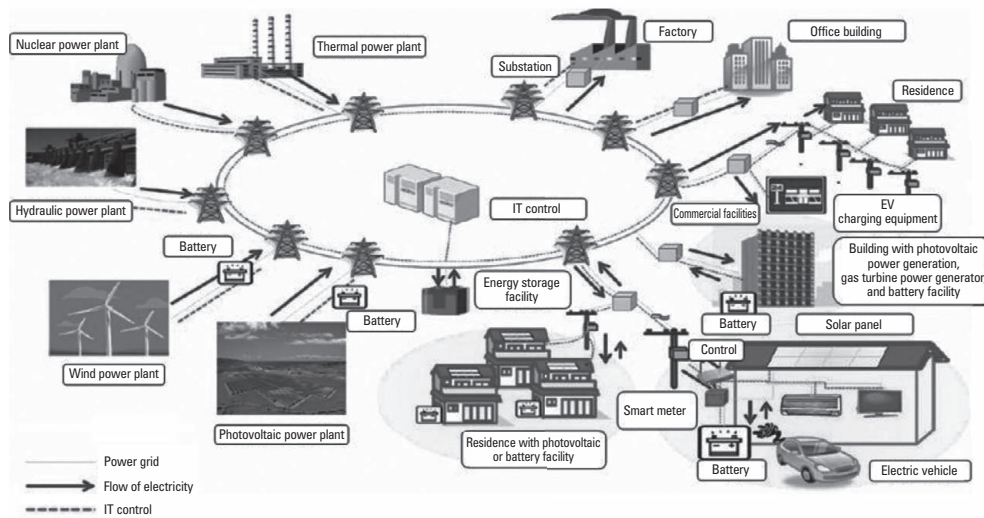 Nuclear power plant
Thermal power plant
Substation
Factory
Office building
Residence
Hydraulic power plant
IT control
Commercial facilities
EV
charging equipment
Battery
Energy storage
facility
Building with photovoltaic
power generation,
gas turbine power generator,
and battery facility
Battery
Battery
Solar panel
Wind power plant
Control
Smart meter
Photovoltaic power plant
Residence with photovoltaic
or battery facility
Battery
Electric vehicle
Power grid
Flow of electricity
IT control